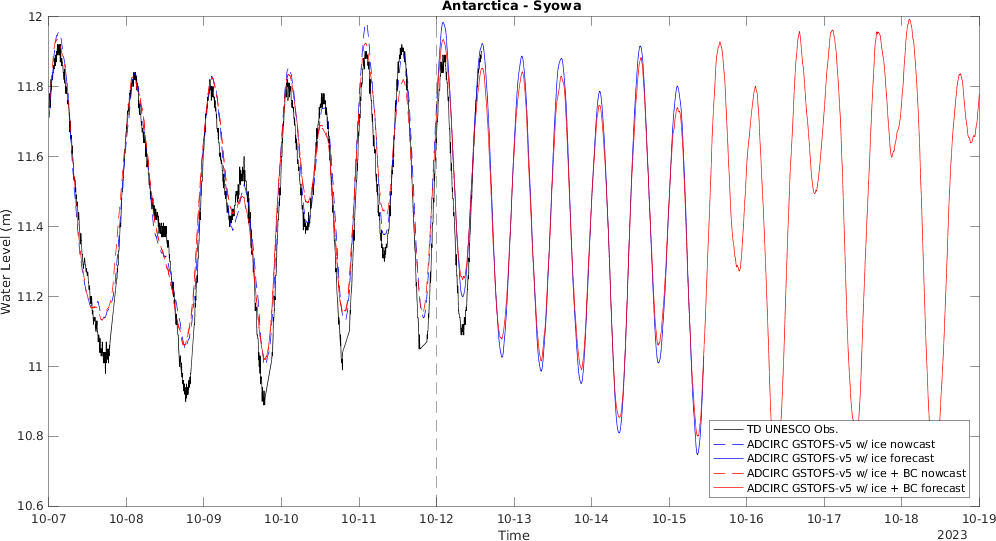 Antarctica - Syowa
Water Level (m)
12
11.8
11.6
11.4
11.2
11
10.8
10.6
10-07 10-08 10-09 10-10 10-11 10-12 10-13 10-14 10-15 10-16 10-17 10-18 10-19
Time
2023
TD UNESCO Obs.
ADCIRC GSTOFS-v5 w/ ice nowcast
ADCIRC GSTOFS-v5 w/ ice forecast
ADCIRC GSTOFS-v5 w/ ice + BC nowcast
ADCIRC GSTOFS-v5 w/ ice + BC forecast